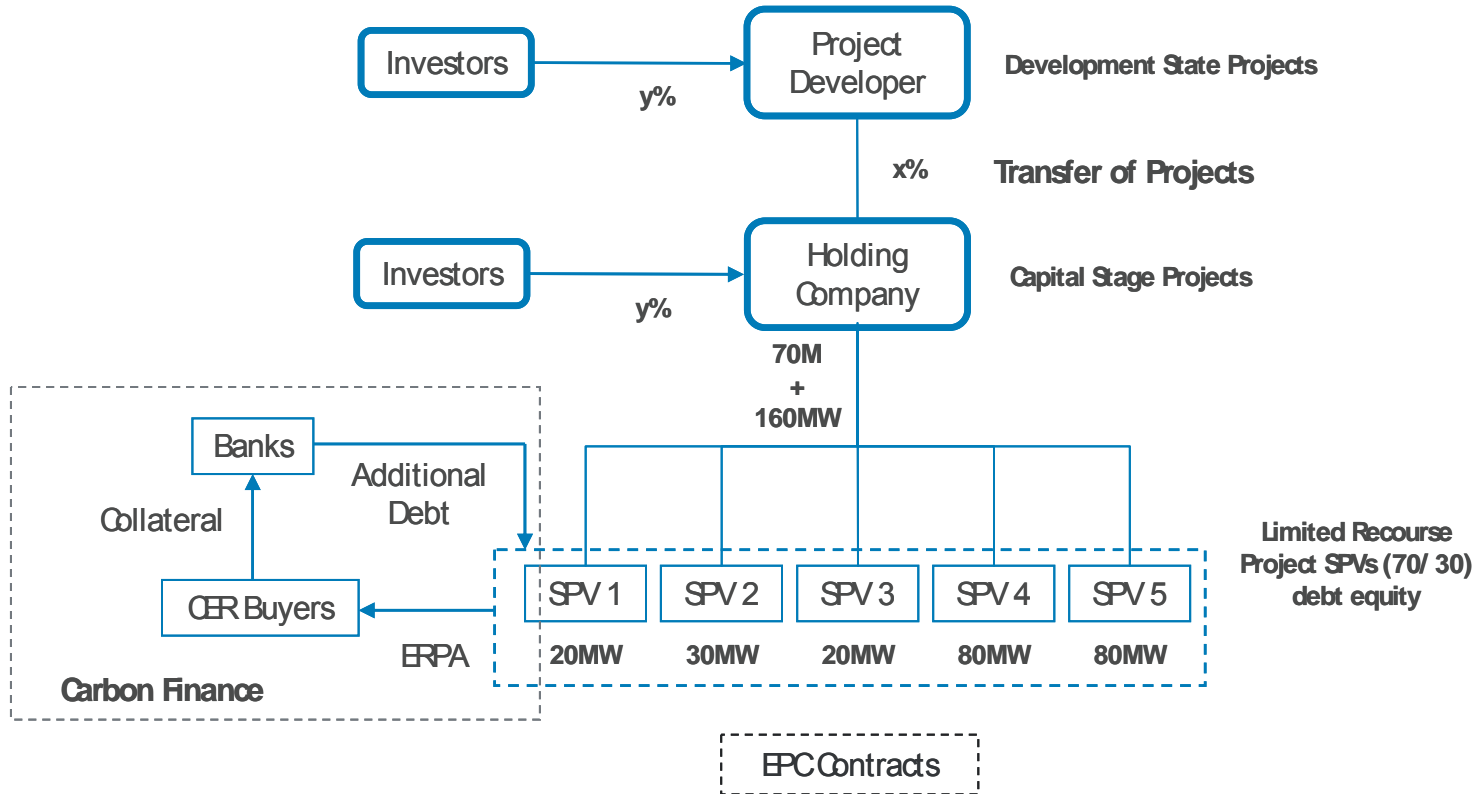 Investors
Project
Developer
Development State Projects
y%
x%
Transfer of Projects
Investors
Holding
Company
Capital Stage Projects
y%
70M
+
160MW
Banks
Additional
Debt
Collateral
CER Buyers
ERPA
Carbon Finance
SPV 1
SPV 2
SPV 3
SPV 4
SPV 5
20MW
30MW
20MW
80MW
80MW
Limited Recourse
Project SPVs (70/ 30)
debt equity
EPC Contracts